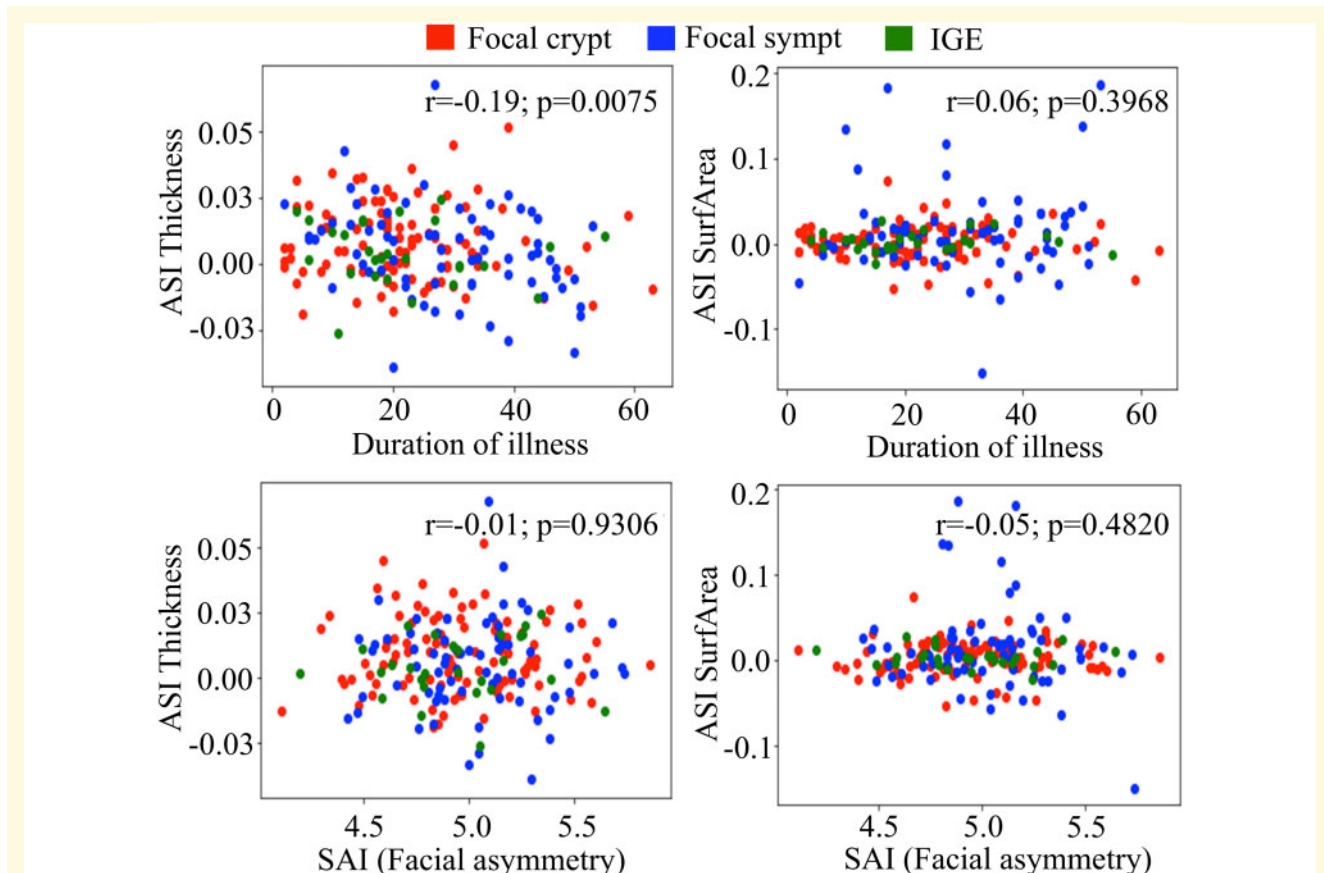 Focal crypt Focal sympt IGE
r=-0.19; p=0.0075
ASI Thickness
0.05
0.03
0.00
-0.03
0 20 40 60
Duration of illness
r=0.06; p=0.3968
ASI SurfArea
0.2
0.1
0.0
-0.1
0 20 40 60
Duration of illness
r=-0.01; p=0.9306
ASI Thickness
0.05
0.03
0.00
-0.03
4.5 5.0 5.5
SAI (Facial asymmetry)
r=-0.05; p=0.4820
ASI SurfArea
0.2
0.1
0.0
-0.1
4.5 5.0 5.5
SAI (Facial asymmetry)